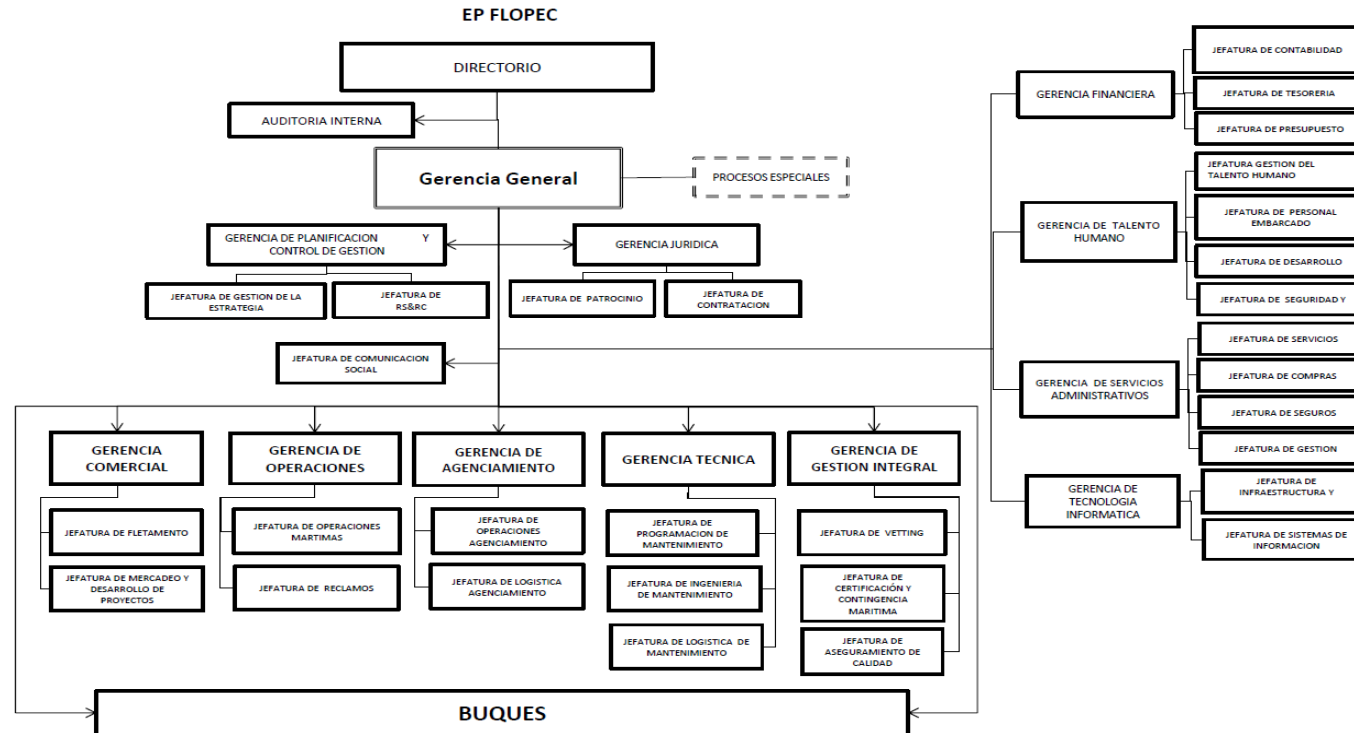 EP FLOPEC
DIRECTORIO
AUDITORIA INTERNA
Gerencia General
PROCESOS ESPECIALES
GERENCIA DE PLANIFICACION Y
CONTROL DE GESTION
GERENCIA JURIDICA
JEFATURA DE GESTION DE LA
ESTRATEGIA
JEFATURA DE
RS&RC
JEFATURA DE PATROCINIO
JEFATURA DE
CONTRATACION
JEFATURA DE COMUNICACION
SOCIAL
GERENCIA
COMERCIAL
JEFATURA DE FLETAMENTO
JEFATURA DE MERCADEO Y
DESARROLLO DE
PROYECTOS
GERENCIA DE
OPERACIONES
JEFATURA DE OPERACIONES
MARTIMAS
JEFATURA DE RECLAMOS
GERENCIA DE
AGENCIAMIENTO
JEFATURA DE
OPERACIONES
AGENCIAMIENTO
JEFATURA DE LOGISTICA
AGENCIAMIENTO
GERENCIA TECNICA
JEFATURA DE
PROGRAMACION DE
MANTENIMIENTO
JEFATURA DE INGENIERIA
DE MANTENIMIENTO
JEFATURA DE LOGISTICA DE
MANTENIMIENTO
GERENCIA DE
GESTION INTEGRAL
JEFATURA DE VETTING
JEFATURA DE
CERTIFICACIÓN Y
CONTINGENCIA
MARITIMA
JEFATURA DE
ASEGURAMIENTO DE
CALIDAD
BUQUES
GERENCIA FINANCIERA
JEFATURA DE CONTABILIDAD
JEFATURA DE TESORERIA
JEFATURA DE PRESUPUESTO
GERENCIA DE TALENTO
HUMANO
JEFATURA GESTION DEL
TALENTO HUMANO
JEFATURA DE PERSONAL
EMBARCADO
JEFATURA DE DESARROLLO
JEFATURA DE SEGURIDAD Y
GERENCIA DE SERVICIOS
ADMINISTRATIVOS
JEFATURA DE SERVICIOS
JEFATURA DE COMPRAS
JEFATURA DE SEGUROS
JEFATURA DE GESTION
GERENCIA DE
TECNOLOGIA
INFORMATICA
JEFATURA DE
INFRAESTRUCTURA Y
JEFATURA DE SISTEMAS DE
INFORMACION